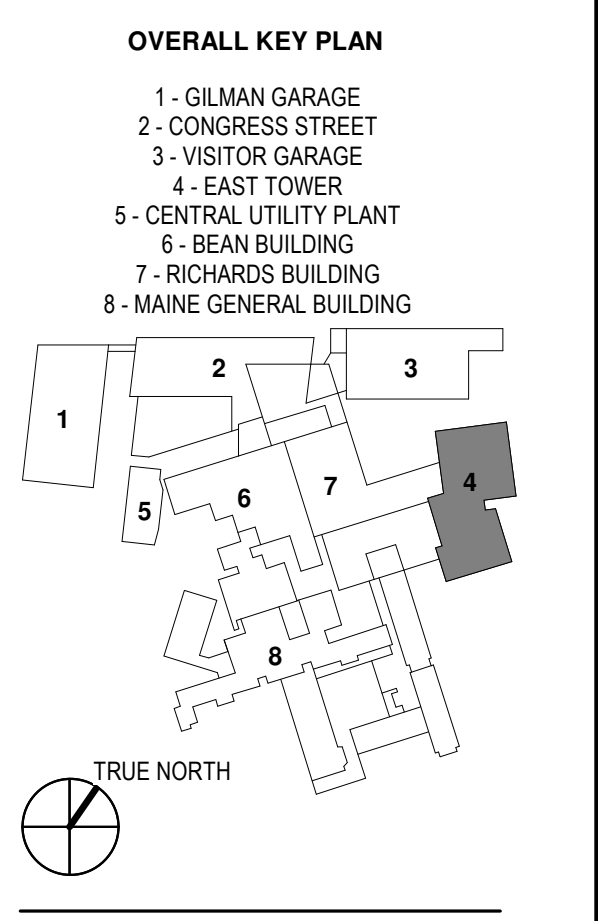 OVERALL KEY PLAN
1 - GILMAN GARAGE
2 - CONGRESS STREET
3 - VISITOR GARAGE
4 - EAST TOWER
5 - CENTRAL UTILITY PLANT
6 - BEAN BUILDING
7 - RICHARDS BUILDING
8 - MAINE GENERAL BUILDING
2
3
1
4
7
6
5
8
TRUE NORTH